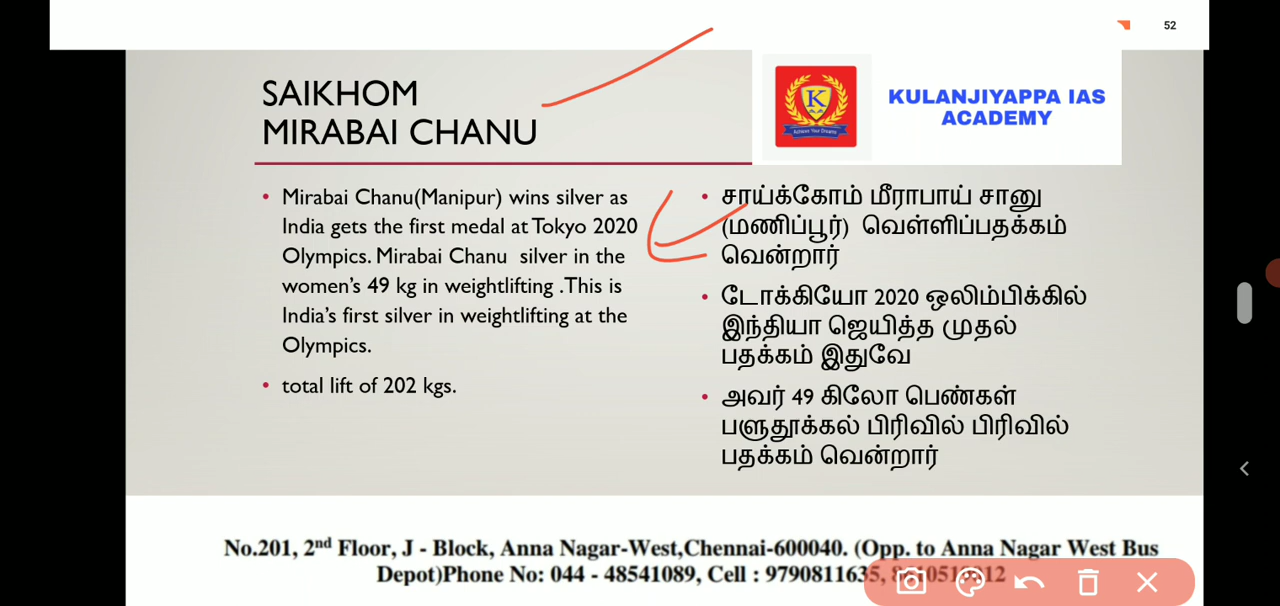 52
SAIKHOM
MIRABAI CHANU
K
Achieve Your Dreams
KULANJIYAPPA IAS
ACADEMY
• Mirabai Chanu(Manipur) wins silver as
India gets the first medal at Tokyo 2020
Olympics. Mirabai Chanu silver in the
women's 49 kg in weightlifting .This is
India's first silver in weightlifting at the
Olympics.
• total lift of 202 kgs.
• சாய்க்கோம் மீராபாய் சானு
(மணிப்பூர்) வெள்ளிப்பதக்கம்
வென்றார்
• டோக்கியோ 2020 ஒலிம்பிக்கில்
இந்தியா ஜெயித்த முதல்
பதக்கம் இதுவே
• அவர் 49 கிலோ பெண்கள்
பளுதூக்கல் பிரிவில் பிரிவில்
பதக்கம் வென்றார்
No.201, 2nd Floor, J - Block, Anna Nagar-West,Chennai-600040. (Opp. to Anna Nagar West Bus
Depot)Phone No: 044 - 48541089, Cell : 9790811635,